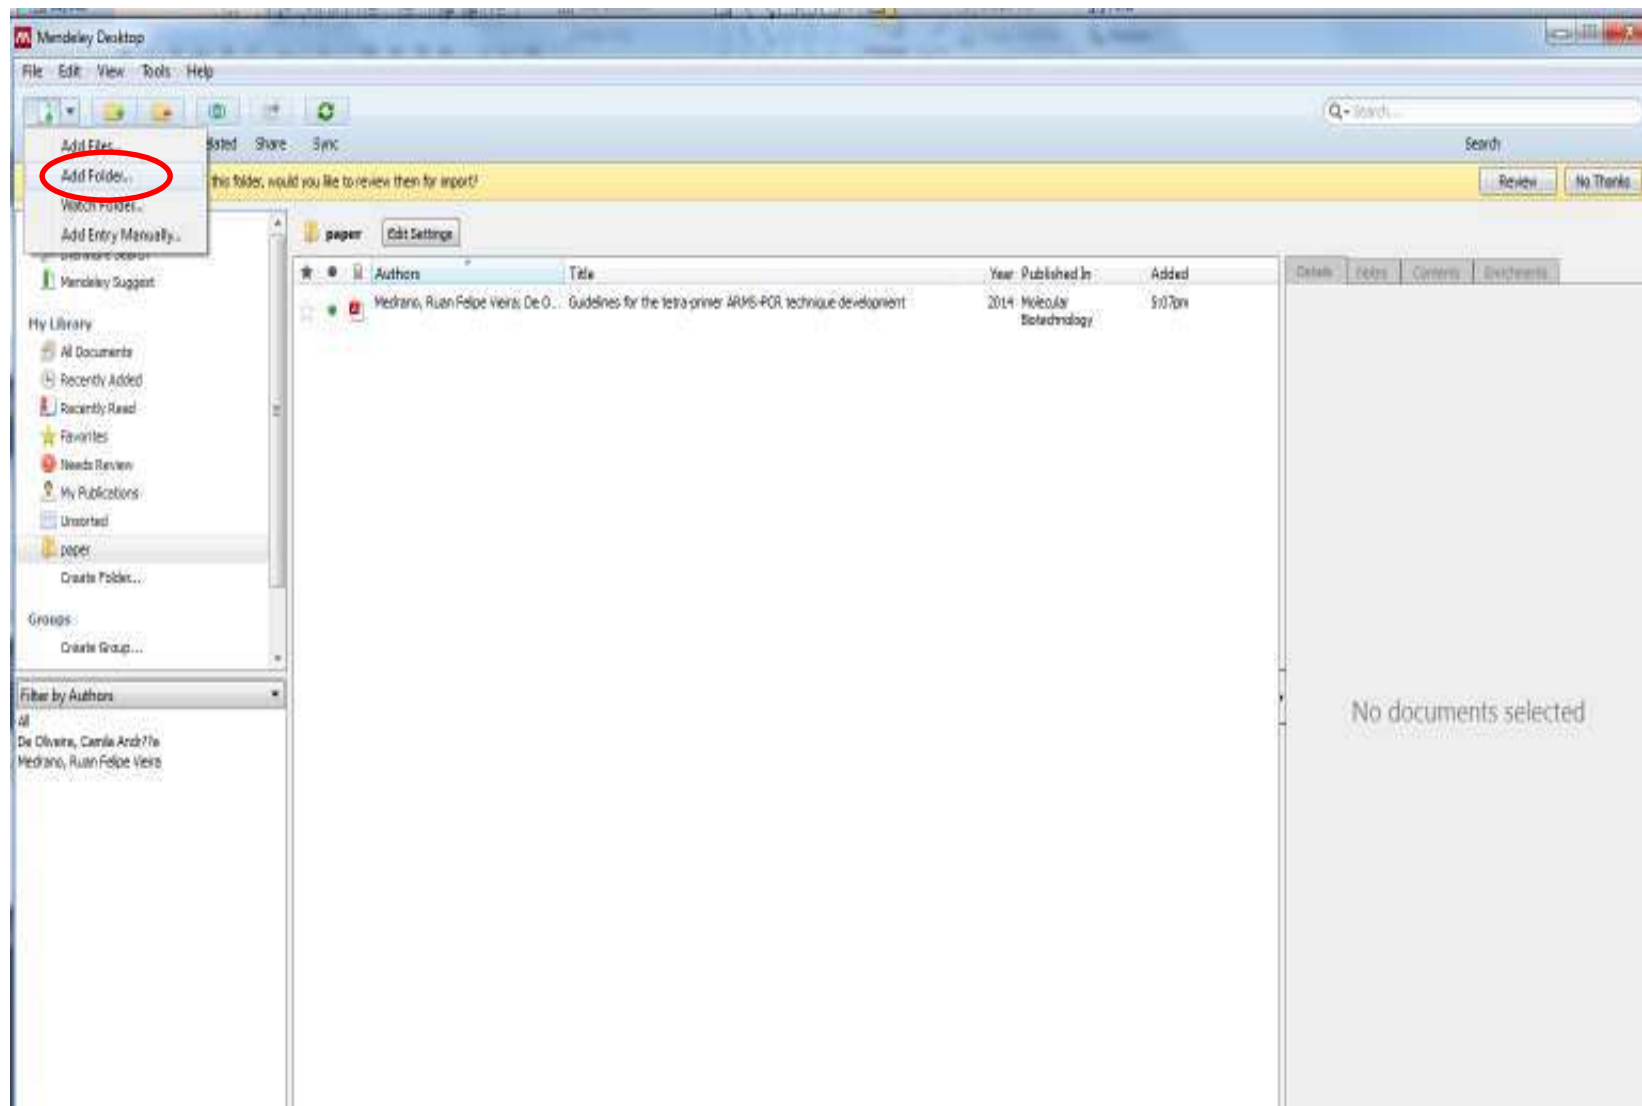 Mendeley Desktop
File Edit View Tools Help
Search...
Share Sync Search
Add Files...
Add Folder...
Watch Folder...
Add Entry Manually...
this folder, would you like to review them for import?
Review No Thanks
paper Edit Settings
Literature Search
Mendeley Suggest
Authors Title Year Published In Added
Details Notes Contents
Medrano, Ruan Felipe Vieira; De O... Guidelines for the tetra-primer ARMS-PCR technique development 2014 Molecular Biotechnology 5:07pm
My Library
All Documents
Recently Added
Recently Read
Favorites
Needs Review
My Publications
Unsorted
paper
Create Folder...
Groups
Create Group...
Filter by Authors
All
De Oliveira, Camila Andr??a
Medrano, Ruan Felipe Vieira
No documents selected